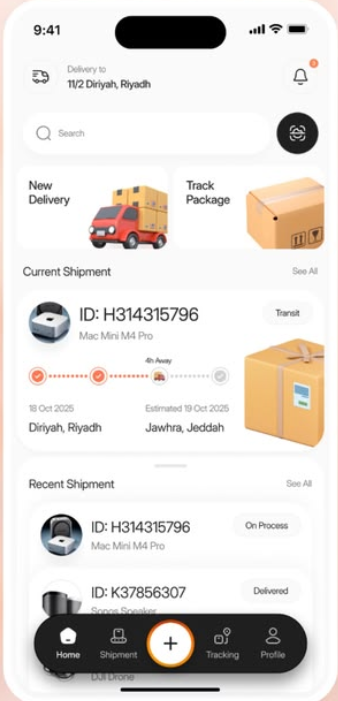 9:41
Delivery to
11/2 Diriyah, Riyadh
Search
New
Delivery
Track
Package
Current Shipment
See All
ID: H314315796
Transit
Mac Mini M4 Pro
4h Away
18 Oct 2025
Estimated 19 Oct 2025
Diriyah, Riyadh
Jawhra, Jeddah
Recent Shipment
See All
ID: H314315796
On Process
Mac Mini M4 Pro
ID: K37856307
Delivered
Sonos Speaker
Home
Shipment
Tracking
Profile
DJI Drone